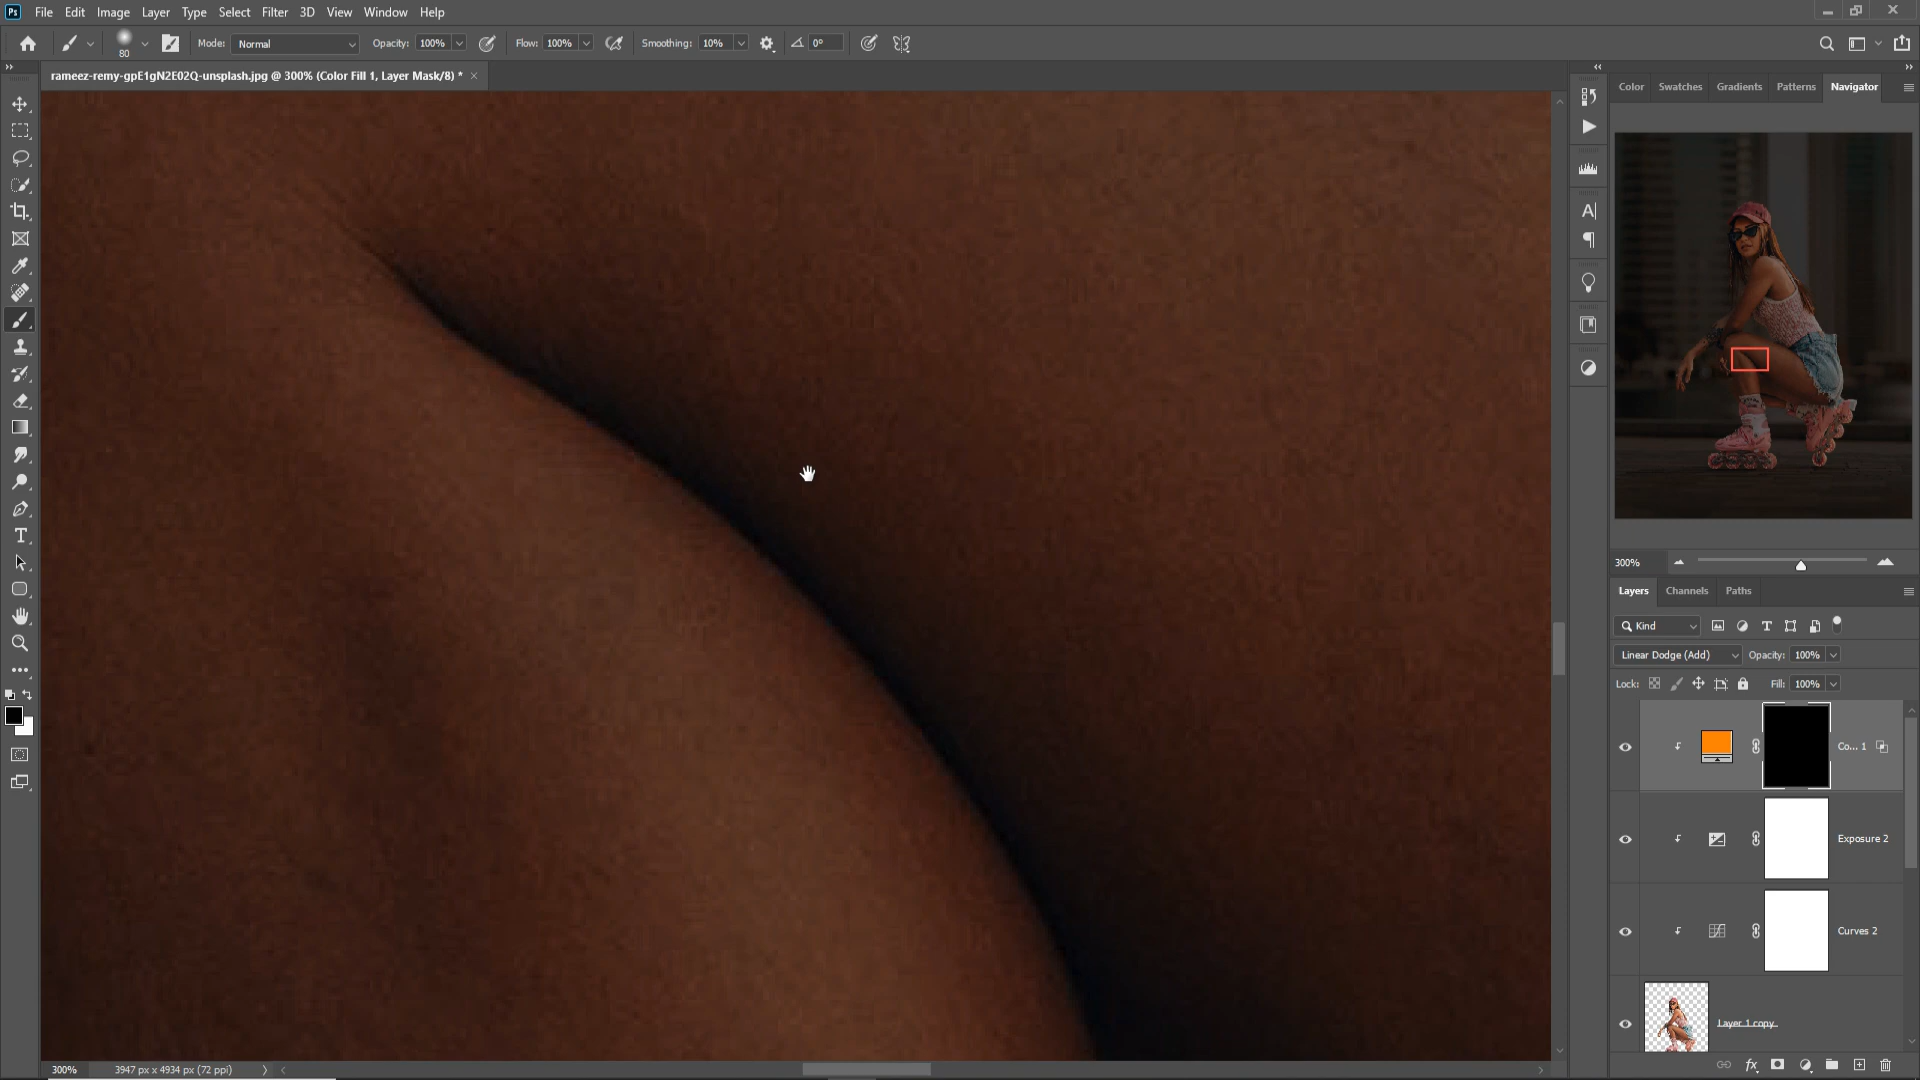 Ps File Edit Image Layer Type Select Filter 3D View Window Help
80 Mode: Normal Opacity: 100% Flow: 100% Smoothing: 10% 0°
rameez-remy-gpE1gN2E02Q-unsplash.jpg @ 300% (Color Fill 1, Layer Mask/8) *
Color Swatches Gradients Patterns Navigator
300%
Layers Channels Paths
Kind
Linear Dodge (Add) Opacity: 100%
Lock: Fill: 100%
Co... 1
Exposure 2
Curves 2
Layer 1 copy
fx
300% 3947 px x 4934 px (72 ppi)